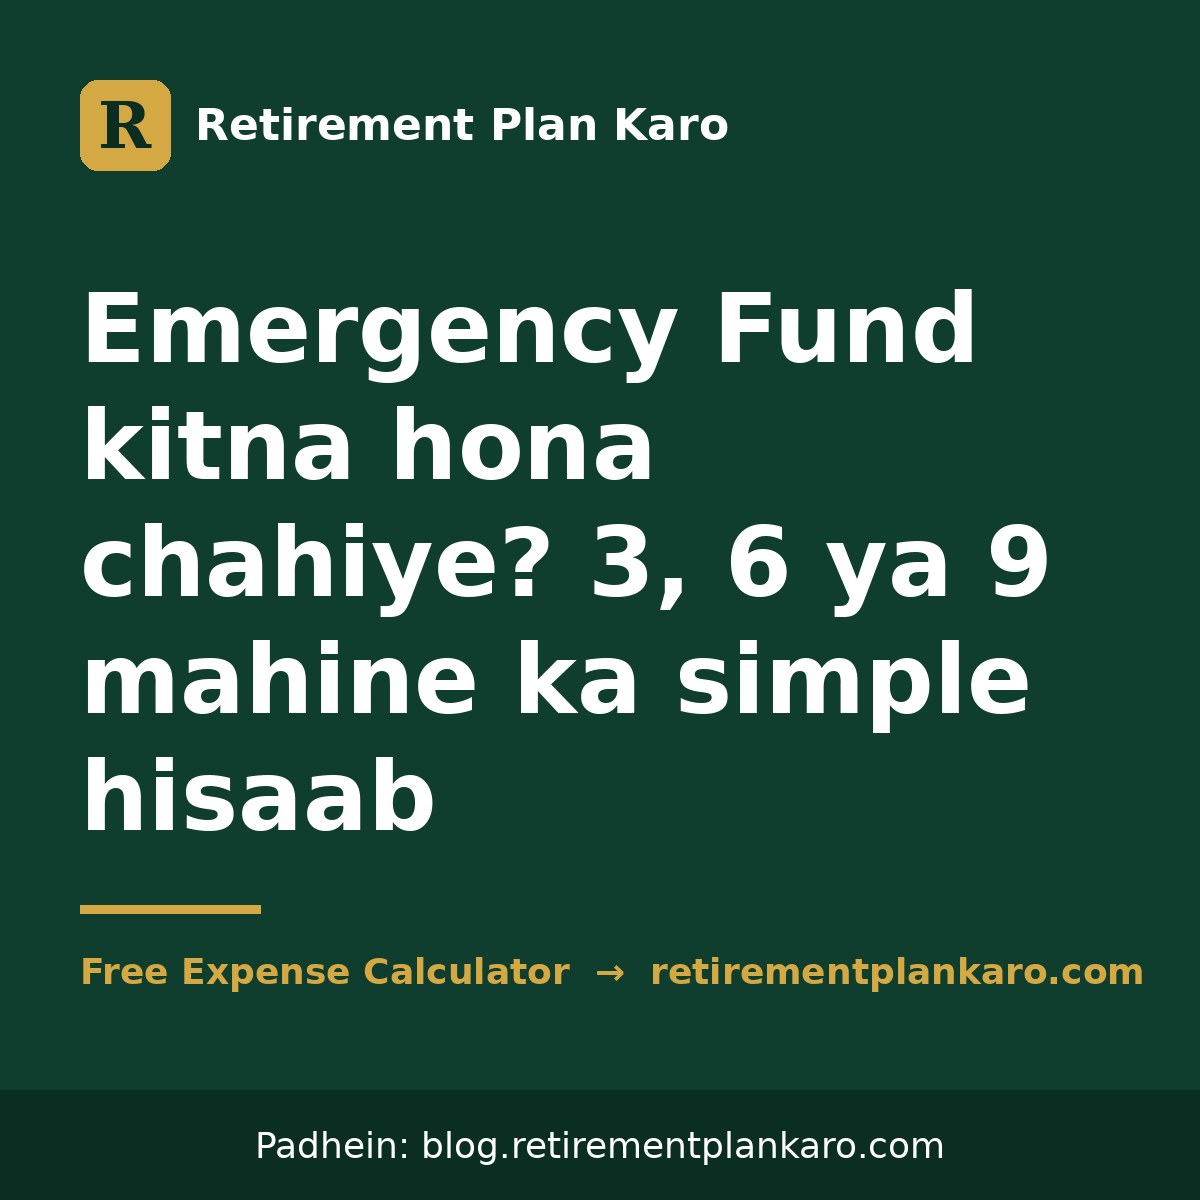 R
Retirement Plan Karo
Emergency Fund
kitna hona
chahiye? 3, 6 ya 9
mahine ka simple
hisaab
Free Expense Calculator → retirementplankaro.com
Padhein: blog.retirementplankaro.com